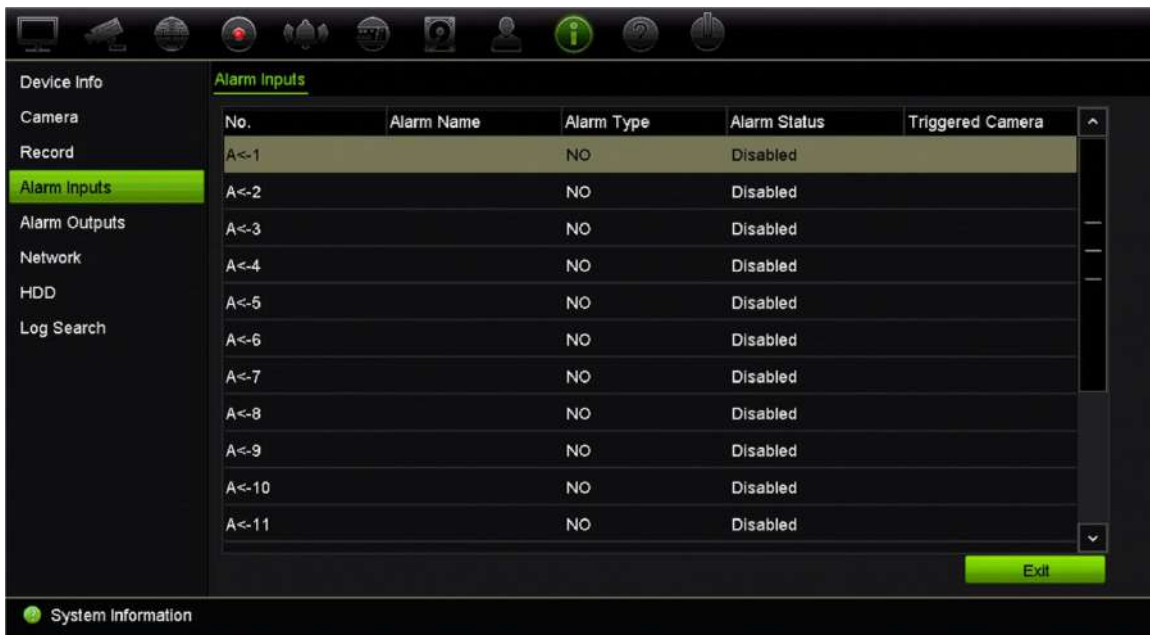 Device Info
Camera
Record
Alarm Inputs
Alarm Outputs
Network
HDD
Log Search
Alarm Inputs
No. Alarm Name Alarm Type Alarm Status Triggered Camera
A<-1 NO Disabled
A<-2 NO Disabled
A<-3 NO Disabled
A<-4 NO Disabled
A<-5 NO Disabled
A<-6 NO Disabled
A<-7 NO Disabled
A<-8 NO Disabled
A<-9 NO Disabled
A<-10 NO Disabled
A<-11 NO Disabled
Exit
System Information